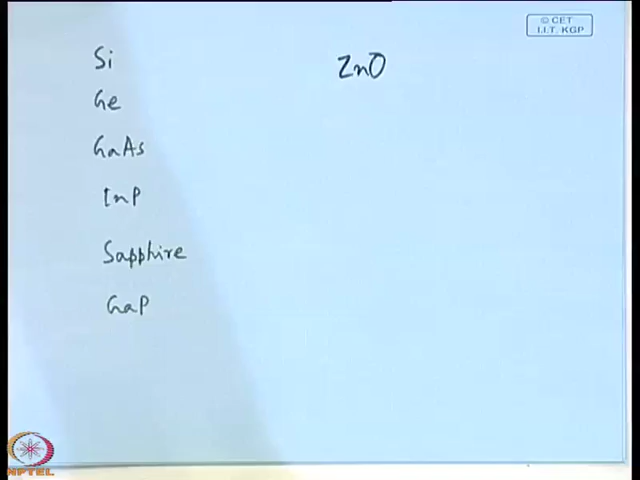 © CET
I.I.T. KGP
Si
ZnO
Ge
GaAs
InP
Sapphire
GaP
NPTEL